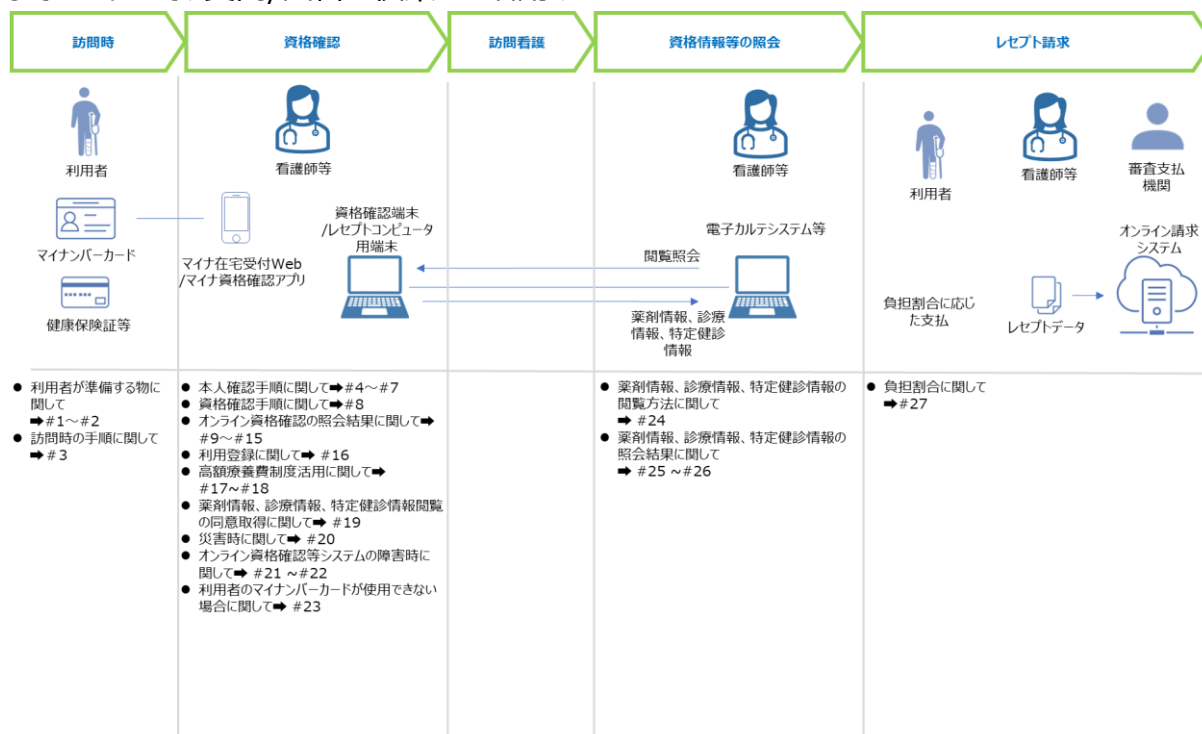 訪問時
資格確認
訪問看護
資格情報等の照会
レセプト請求
利用者
マイナンバーカード
健康保険証等
看護師等
マイナ在宅受付Web
/マイナ資格確認アプリ
資格確認端末
/レセプトコンピュータ
用端末
閲覧照会
薬剤情報、診療
情報、特定健診
情報
看護師等
電子カルテシステム等
利用者
負担割合に応じ
た支払
看護師等
レセプトデータ
審査支払
機関
オンライン請求
システム
● 利用者が準備する物に
関して
➡#1～#2
● 訪問時の手順に関して
➡ #3
● 本人確認手順に関して➡#4～#7
● 資格確認手順に関して➡#8
● オンライン資格確認の照会結果に関して➡
#9～#15
● 利用登録に関して➡ #16
● 高額療養費制度活用に関して➡
#17~#18
● 薬剤情報、診療情報、特定健診情報閲覧
の同意取得に関して➡ #19
● 災害時に関して➡ #20
● オンライン資格確認等システムの障害時に
関して➡ #21 ~#22
● 利用者のマイナンバーカードが使用できない
場合に関して➡ #23
● 薬剤情報、診療情報、特定健診情報の
閲覧方法に関して
➡ #24
● 薬剤情報、診療情報、特定健診情報の
照会結果に関して
➡ #25 ~#26
● 負担割合に関して
➡#27